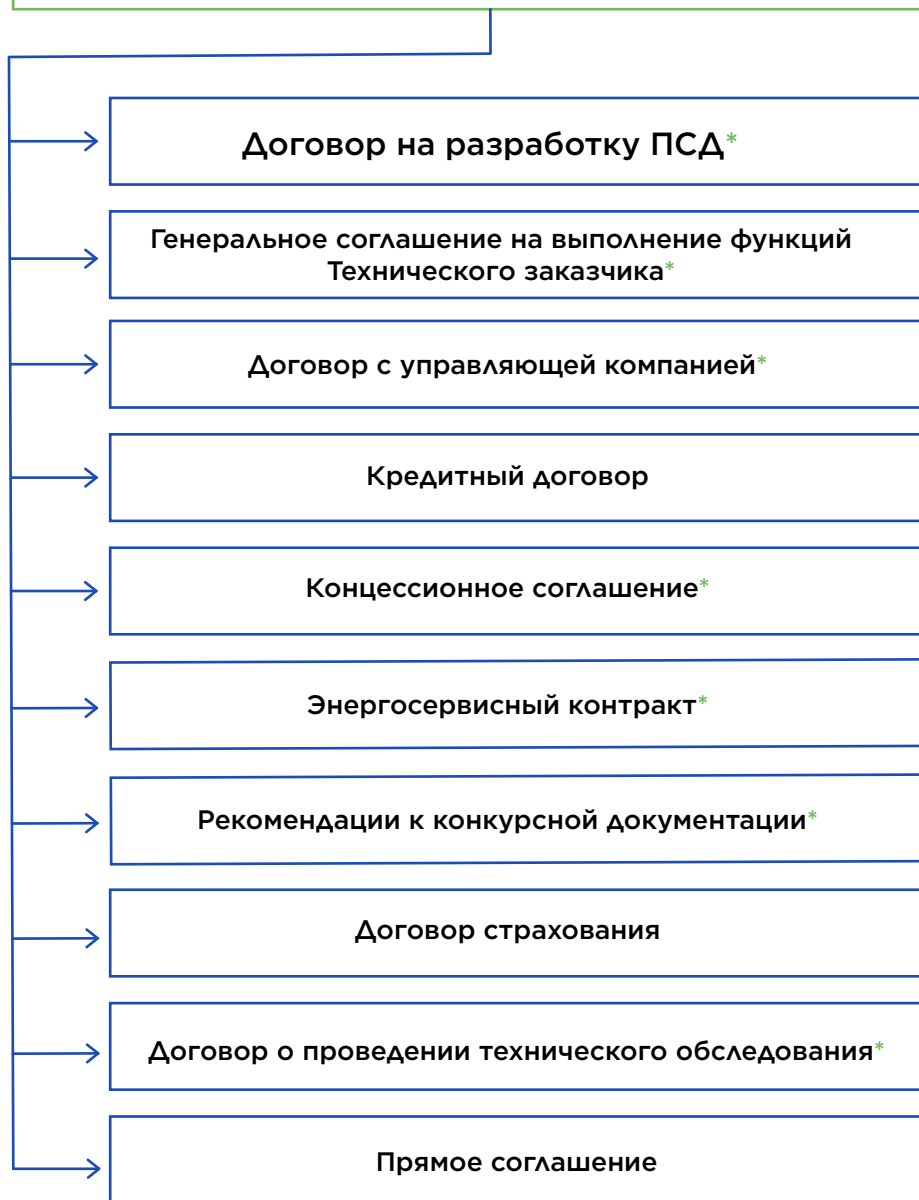 Договор на разработку ПСД*
Генеральное соглашение на выполнение функций
Технического заказчика*
Договор с управляющей компанией*
Кредитный договор
Концессионное соглашение*
Энергосервисный контракт*
Рекомендации к конкурсной документации*
Договор страхования
Договор о проведении технического обследования*
Прямое соглашение